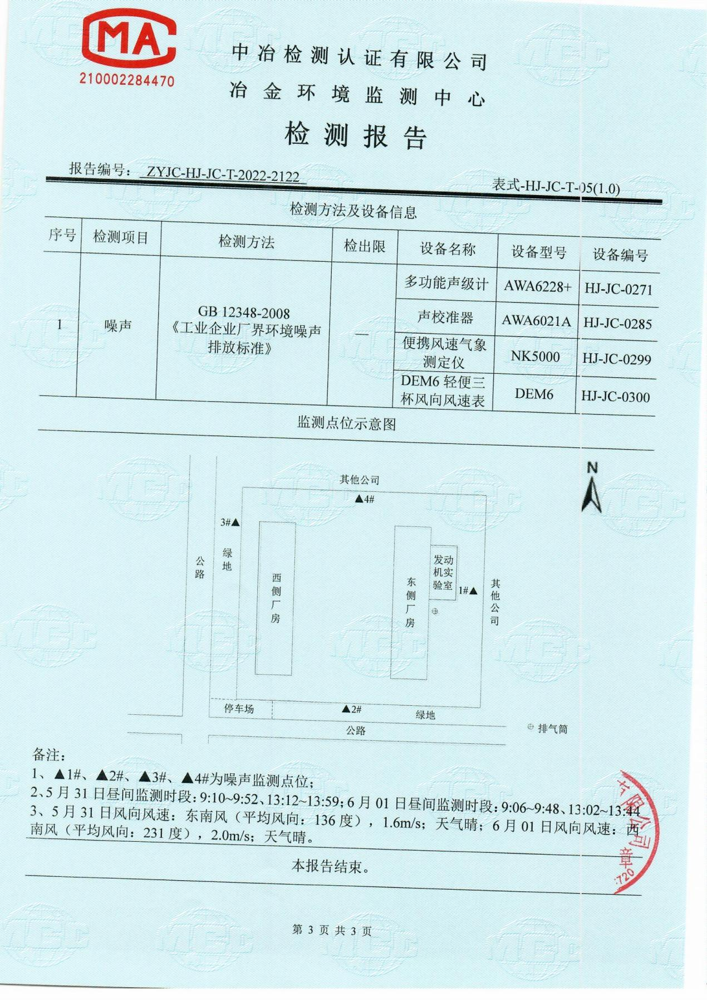 MA
210002284470
中冶检测认证有限公司
冶金环境监测中心
检测报告
报告编号： ZYJC-HJ-JC-T-2022-2122
表式-HJ-JC-T-05(1.0)
检测方法及设备信息
序号 检测项目 检测方法 检出限 设备名称 设备型号 设备编号
1 噪声
GB 12348-2008
《工业企业厂界环境噪声
排放标准》
—
多功能声级计 AWA6228+ HJ-JC-0271
声校准器 AWA6021A HJ-JC-0285
便携风速气象
测定仪 NK5000 HJ-JC-0299
DEM6 轻便三
杯风向风速表 DEM6 HJ-JC-0300
监测点位示意图
N
其他公司
▲4#
3#▲
绿地
公路
西侧厂房
东侧厂房
发动
机实
验室
1#▲
其他公司
停车场
▲2#
绿地
公路
⊕ 排气筒
备注：
1、▲1#、▲2#、▲3#、▲4#为噪声监测点位；
2、5 月 31 日昼间监测时段：9:10~9:52、13:12~13:59；6 月 01 日昼间监测时段：9:06~9:48、13:02~13:44
3、5 月 31 日风向风速：东南风（平均风向：136 度），1.6m/s；天气晴；6 月 01 日风向风速：西
南风（平均风向：231 度），2.0m/s；天气晴。
本报告结束。
限公司
章
720
第 3 页 共 3 页
MCC